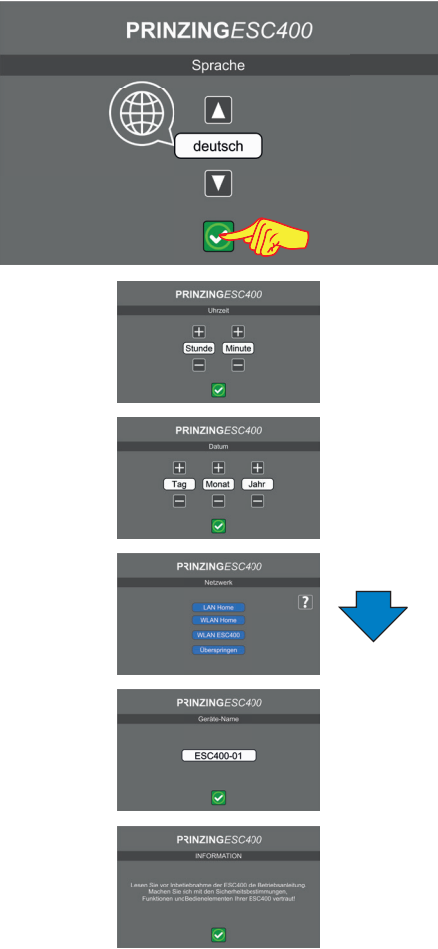 PRINZINGESC400
Sprache
deutsch
PRINZINGESC400
Uhrzeit
Stunde Minute
PRINZINGESC400
Datum
Tag Monat Jahr
PRINZINGESC400
Netzwerk
?
LAN Home
WLAN Home
WLAN ESC400
Überspringen
PRINZINGESC400
Geräte-Name
ESC400-01
PRINZINGESC400
INFORMATION
Lesen Sie vor Inbetriebnahme der ESC400 die Betriebsanleitung.
Machen Sie sich mit den Sicherheitsbestimmungen,
Funktionen und Bedienelementen Ihrer ESC400 vertraut!